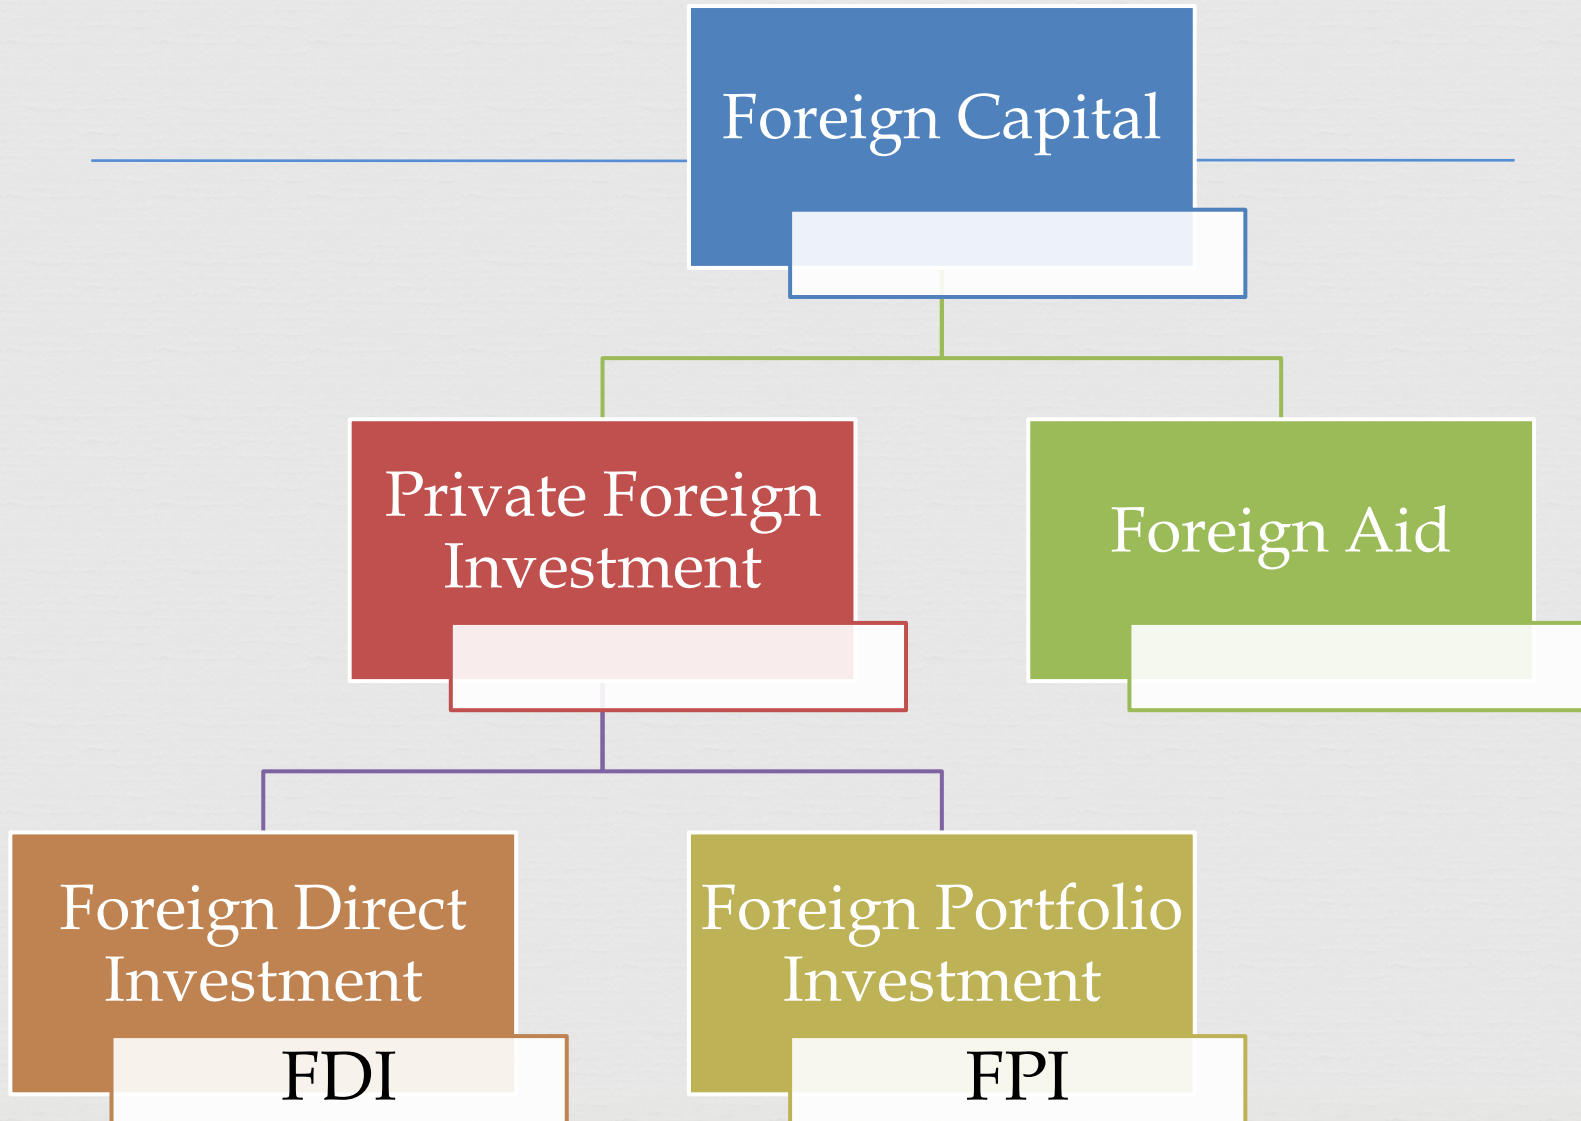 Foreign Capital
Private Foreign
Investment
Foreign Aid
Foreign Direct
Investment
FDI
Foreign Portfolio
Investment
FPI